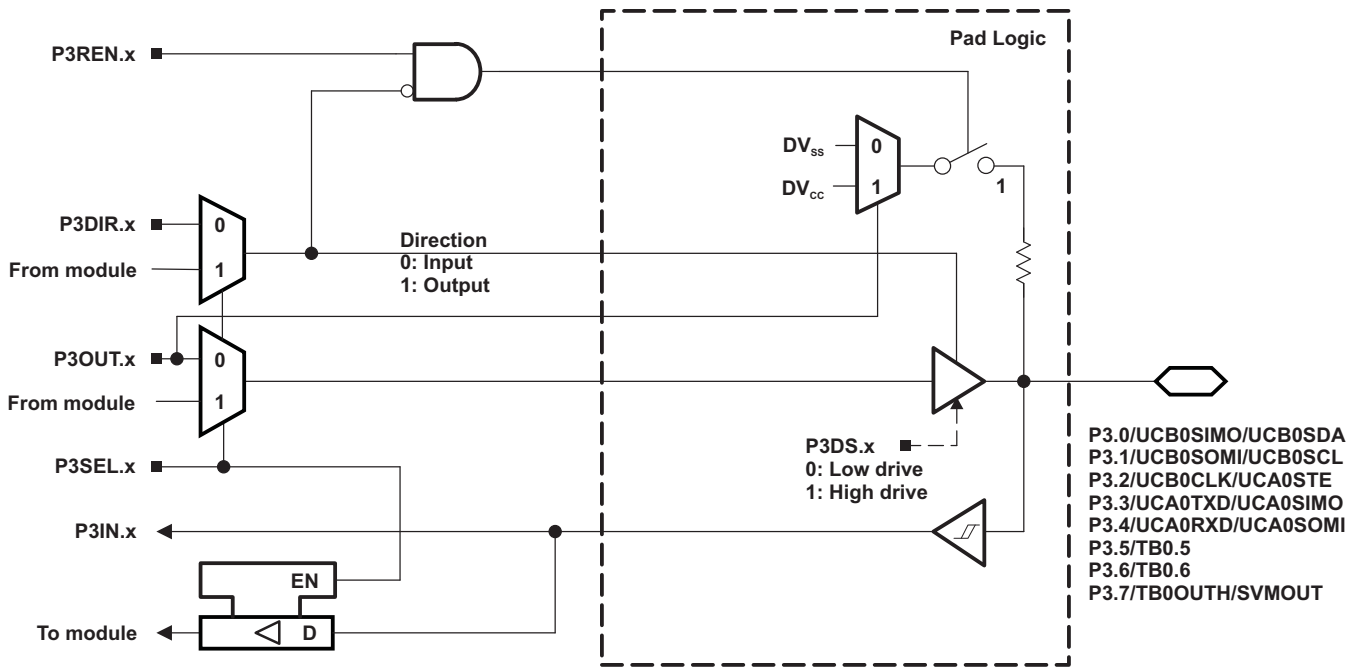 Pad Logic
P3REN.x
DVss
0
DVcc
1
1
P3DIR.x
0
From module
1
Direction
0: Input
1: Output
P3OUT.x
0
From module
1
P3SEL.x
P3DS.x
0: Low drive
1: High drive
P3IN.x
EN
D
To module
P3.0/UCB0SIMO/UCB0SDA
P3.1/UCB0SOMI/UCB0SCL
P3.2/UCB0CLK/UCA0STE
P3.3/UCA0TXD/UCA0SIMO
P3.4/UCA0RXD/UCA0SOMI
P3.5/TB0.5
P3.6/TB0.6
P3.7/TB0OUTH/SVMOUT